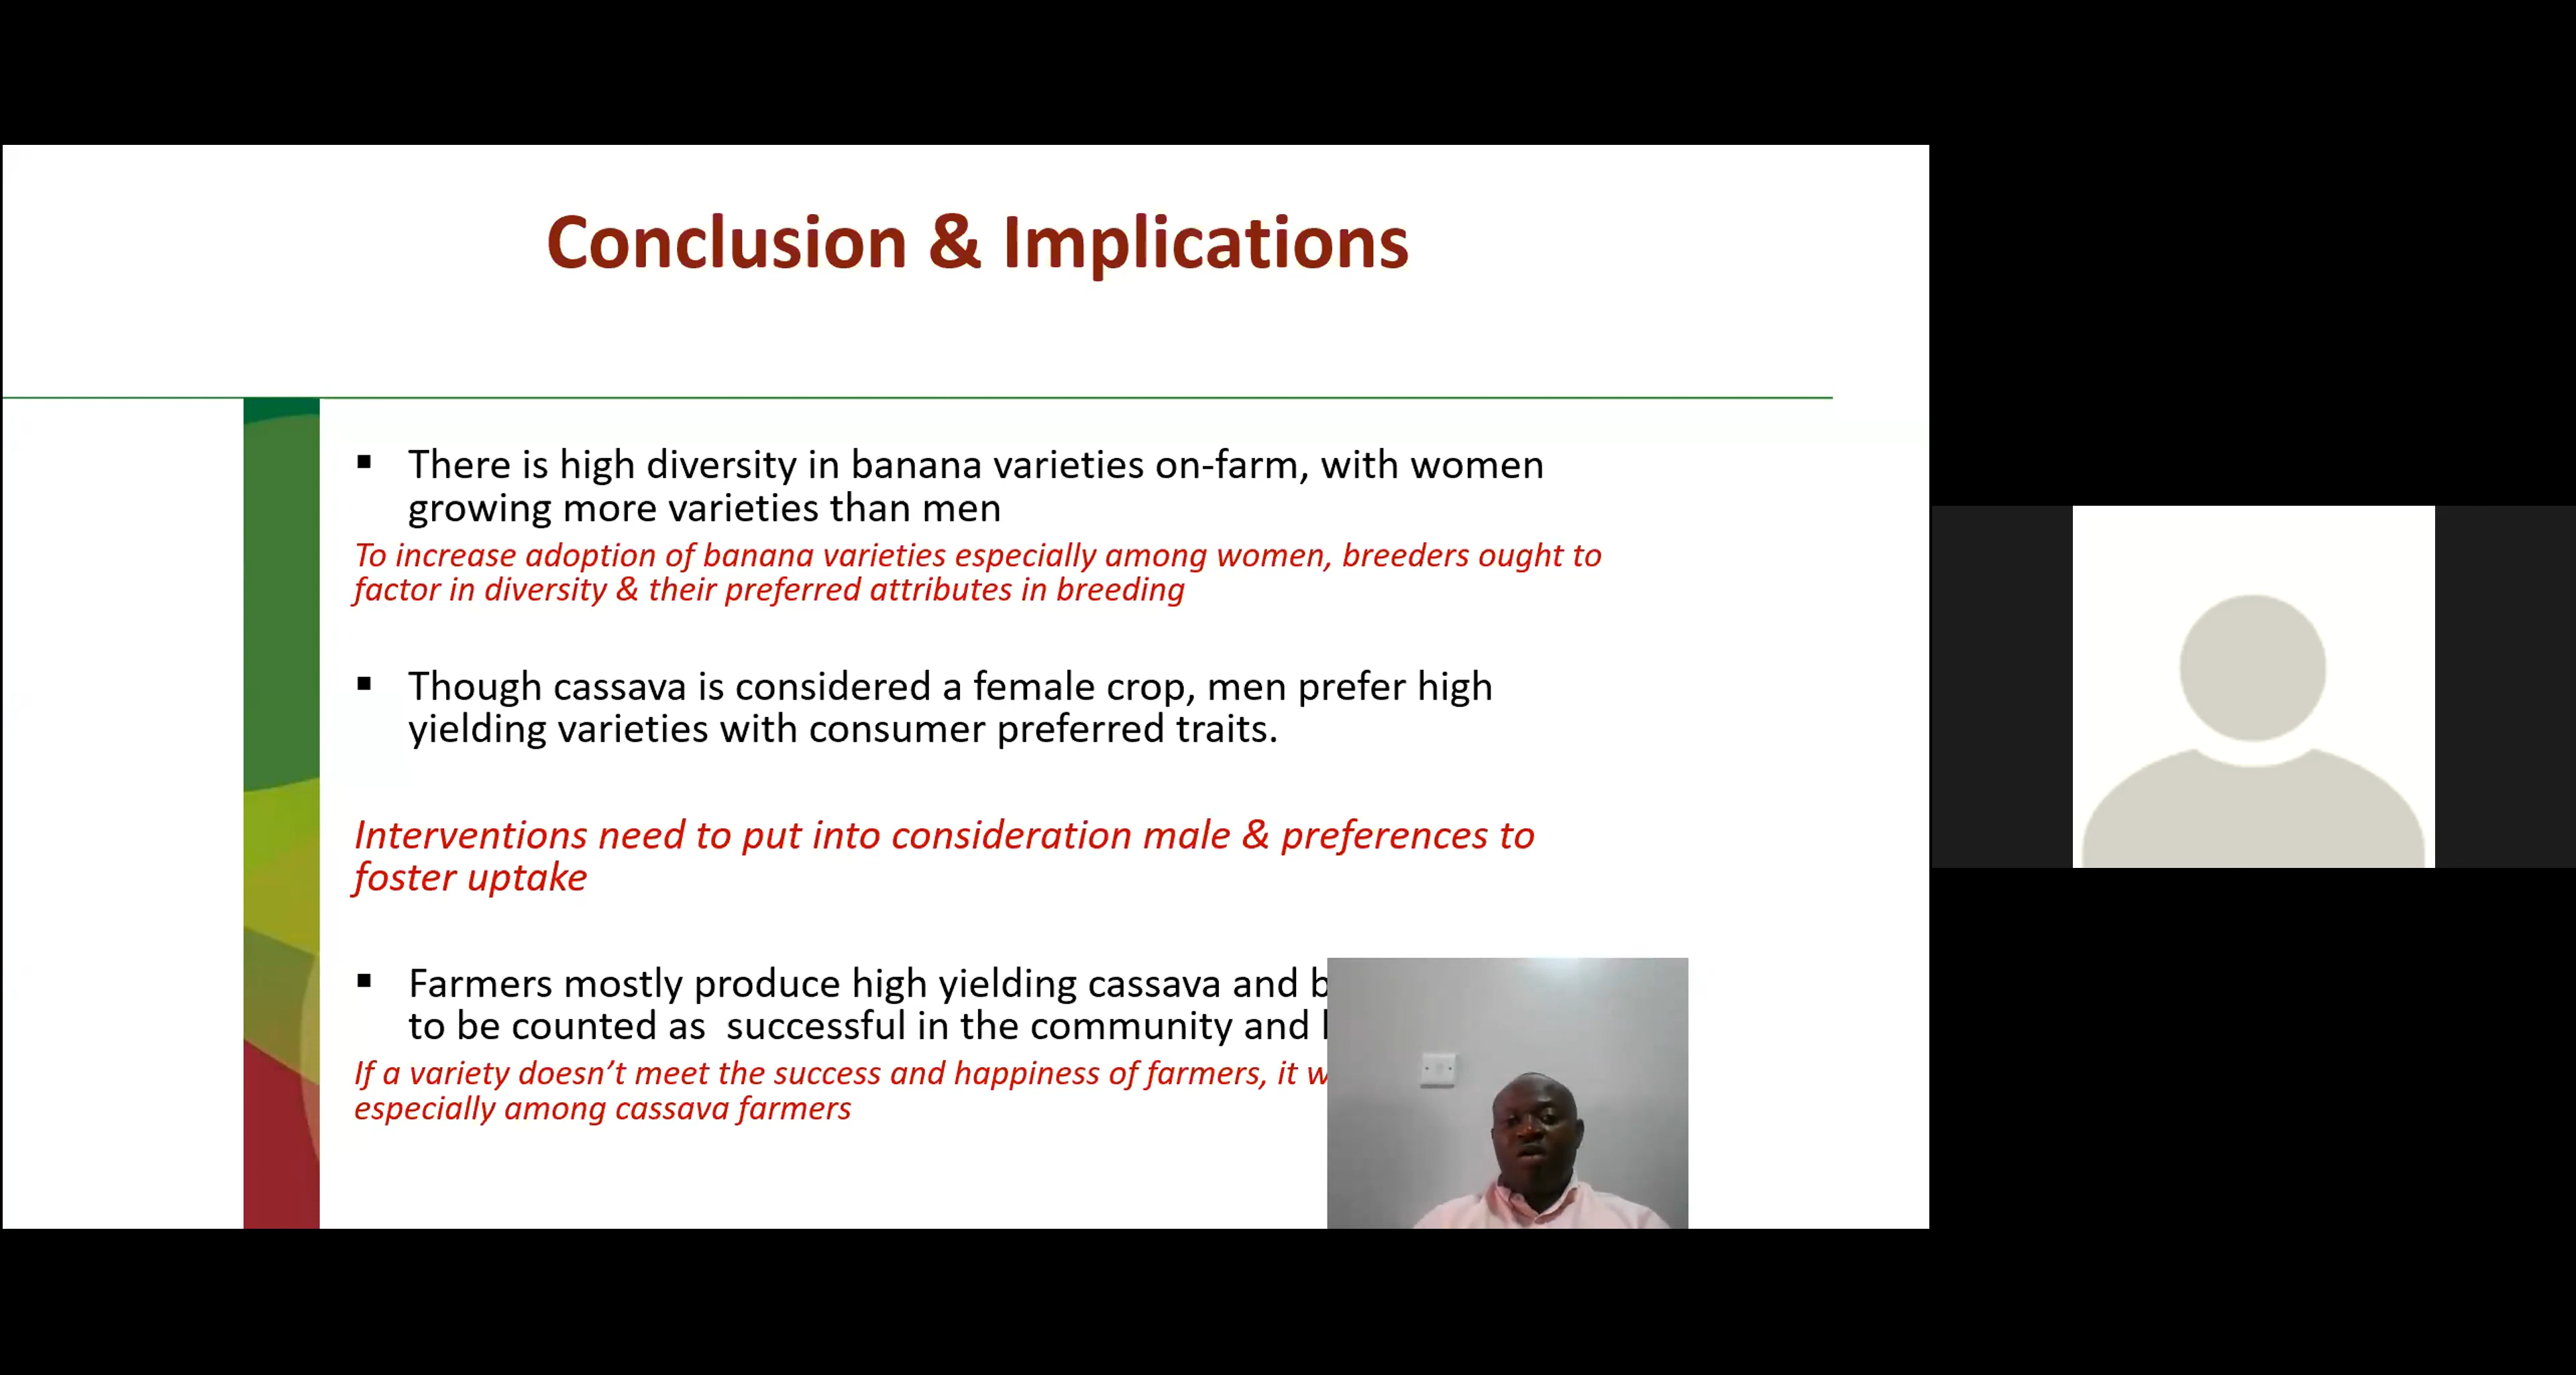 Conclusion & Implications
▪ There is high diversity in banana varieties on-farm, with women
growing more varieties than men
To increase adoption of banana varieties especially among women, breeders ought to
factor in diversity & their preferred attributes in breeding
▪ Though cassava is considered a female crop, men prefer high
yielding varieties with consumer preferred traits.
Interventions need to put into consideration male & preferences to
foster uptake
▪ Farmers mostly produce high yielding cassava and
to be counted as successful in the community and
If a variety doesn’t meet the success and happiness of farmers, it
especially among cassava farmers